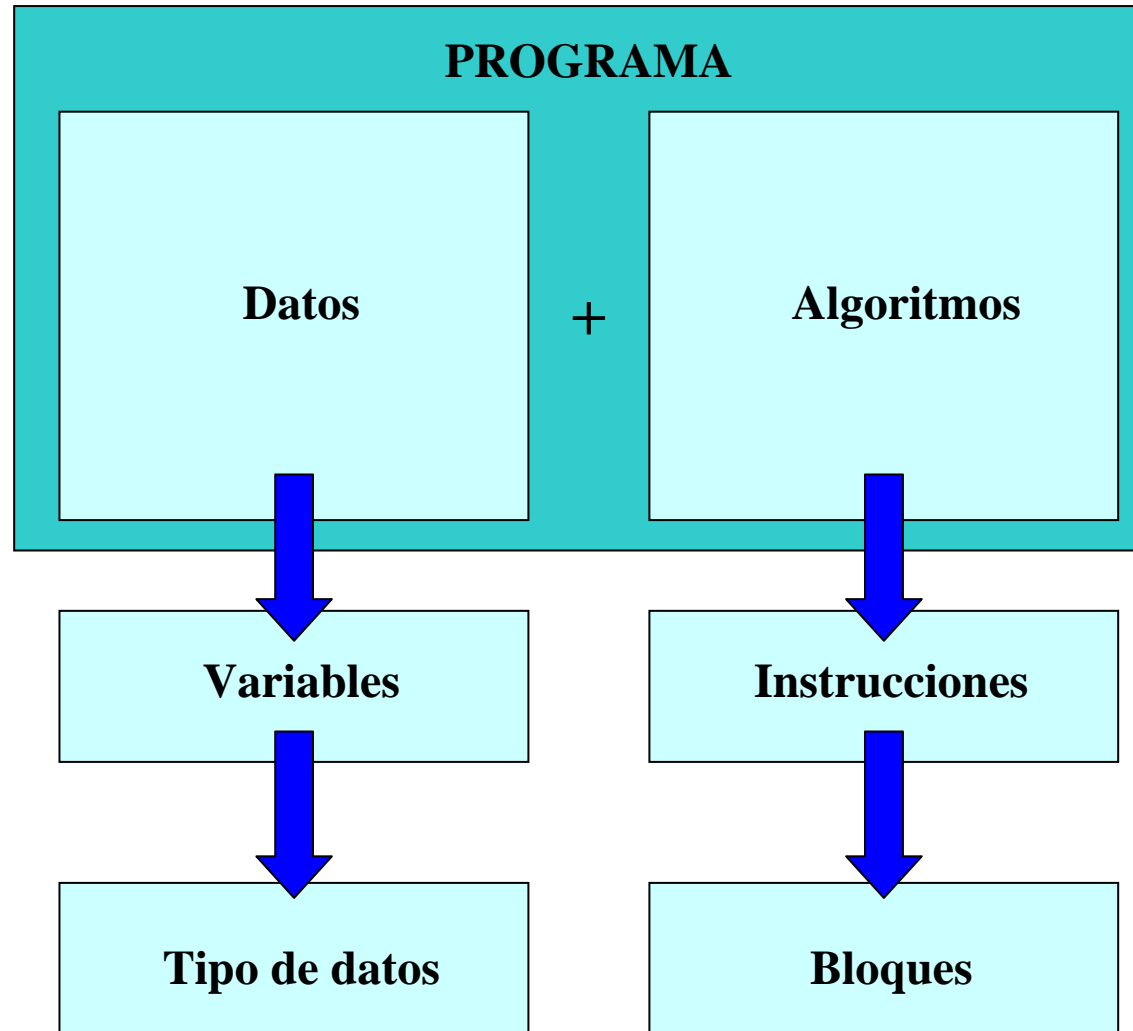 PROGRAMA
Datos
+
Algoritmos
Variables
Instrucciones
Tipo de datos
Bloques